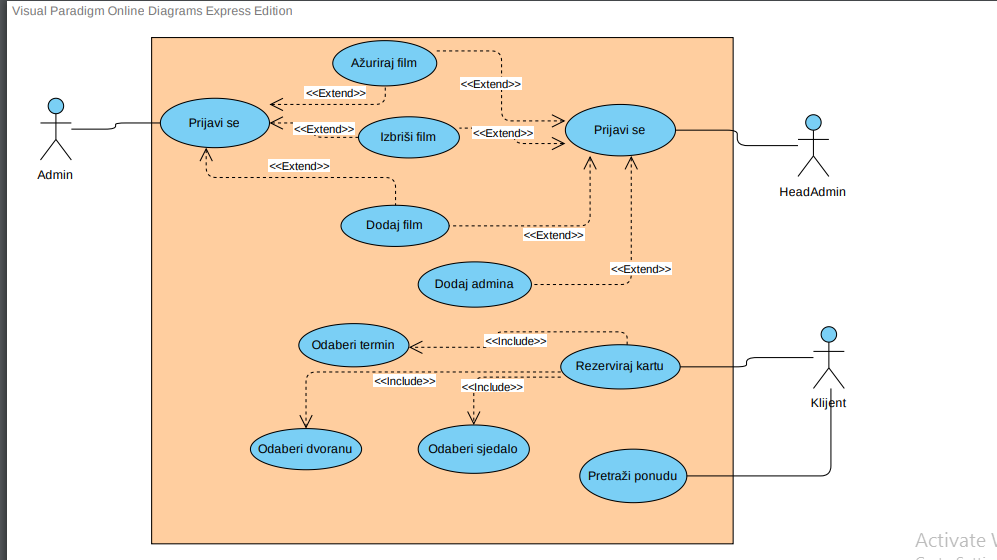 Visual Paradigm Online Diagrams Express Edition
Ažuriraj film
<<Extend>>
<<Extend>>
Prijavi se
<<Extend>>
Izbriši film
<<Extend>>
Prijavi se
Admin
<<Extend>>
HeadAdmin
Dodaj film
<<Extend>>
<<Extend>>
Dodaj admina
Odaberi termin
<<Include>>
Rezerviraj kartu
<<Include>>
<<Include>>
Klijent
Odaberi dvoranu
Odaberi sjedalo
Pretraži ponudu
Activate